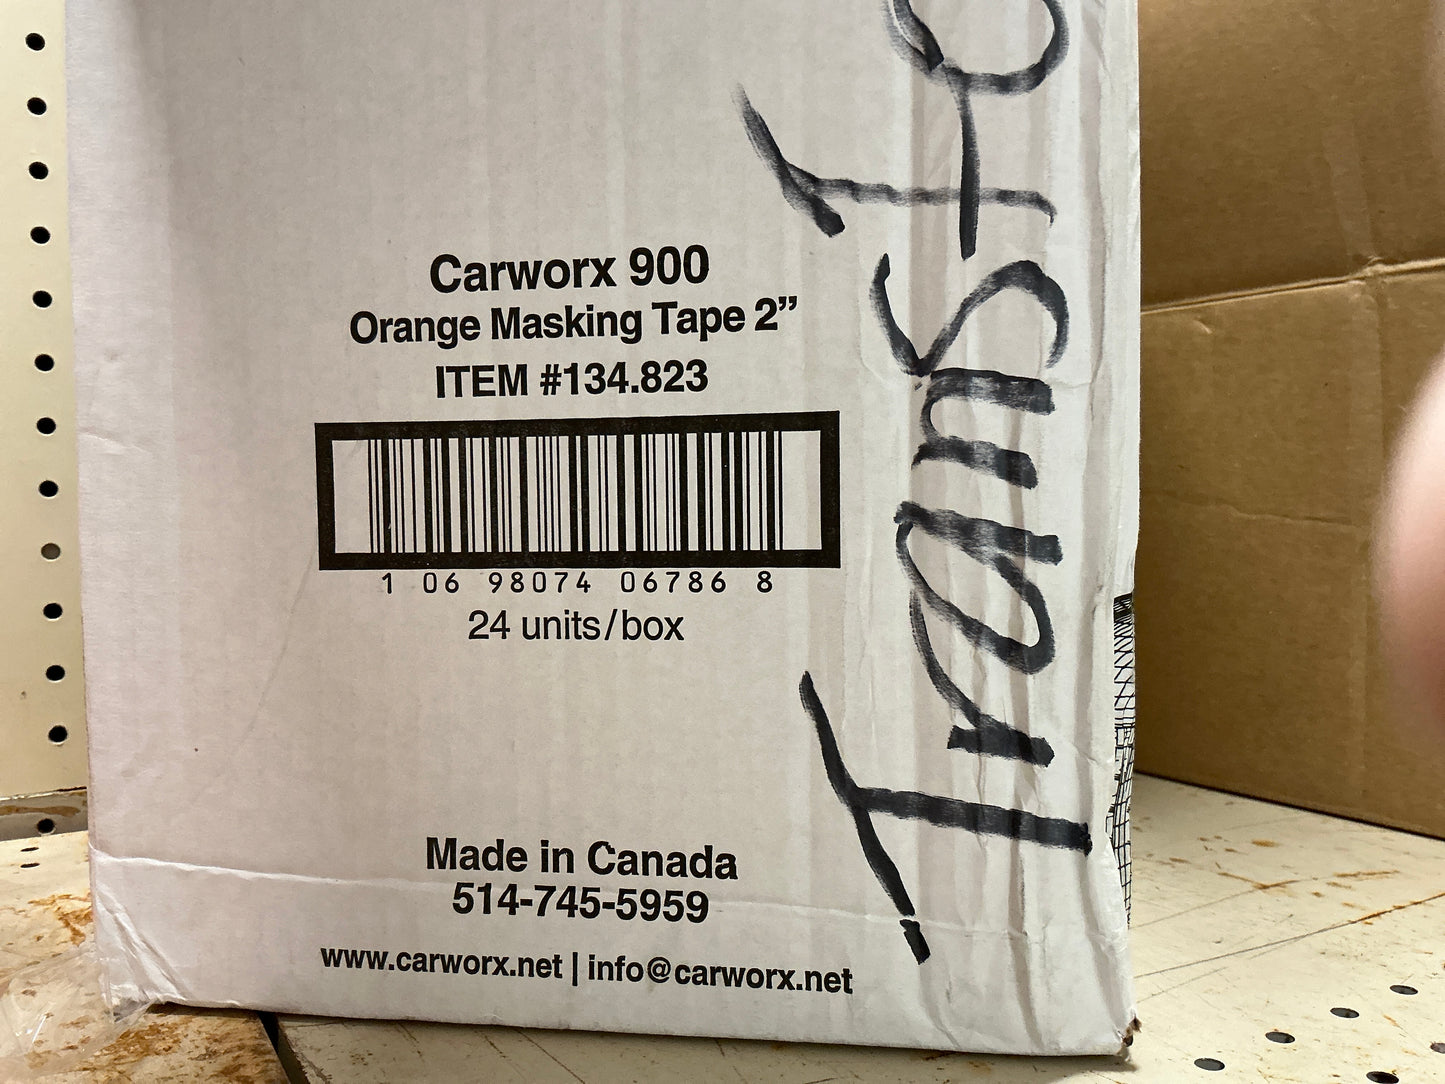 Carworx 900
Orange Masking Tape 2”
ITEM #134.823
1 06 98074 06786 8
24 units/box
Made in Canada
514-745-5959
www.carworx.net | info@carworx.net
TransFo